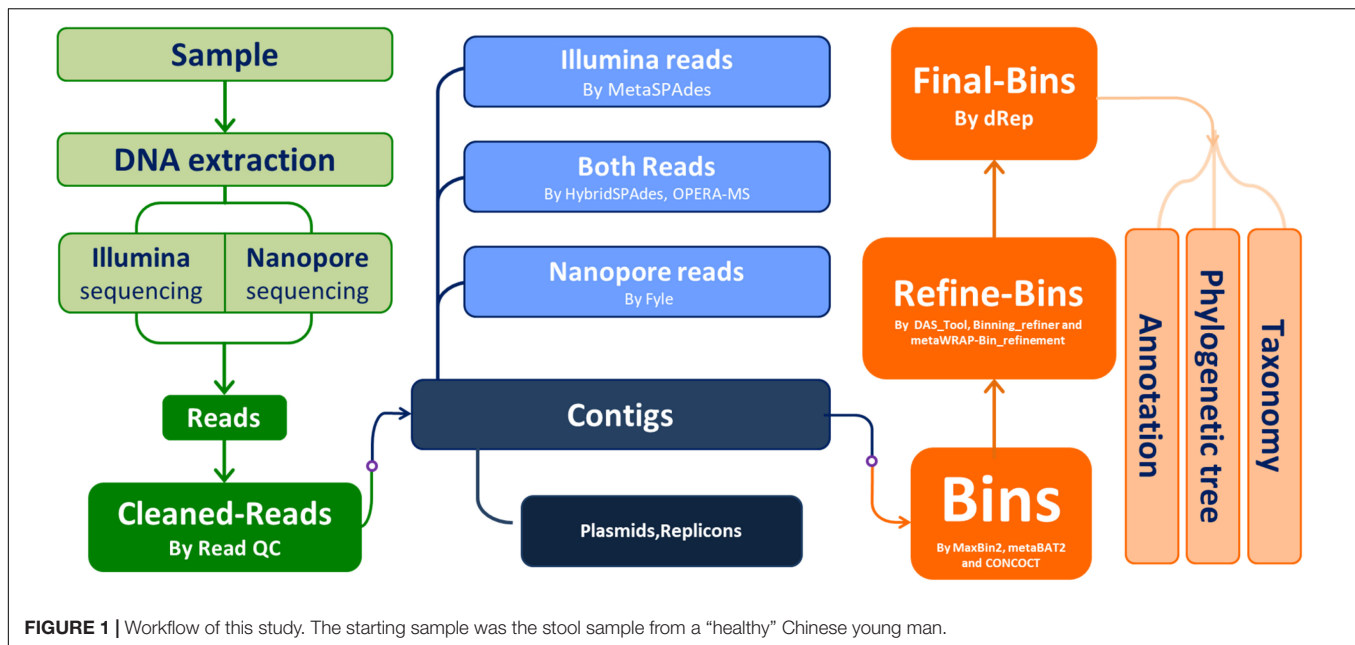 Sample
DNA extraction
Illumina
sequencing
Nanopore
sequencing
Reads
Cleaned-Reads
By Read QC
Illumina reads
By MetaSPAdes
Both Reads
By HybridSPAdes, OPERA-MS
Nanopore reads
By Fyle
Contigs
Plasmids,Replicons
Final-Bins
By dRep
Refine-Bins
By DAS_Tool, Binning_refiner and
metaWRAP-Bin_refinement
Bins
By MaxBin2, metaBAT2
and CONCOCT
Annotation
Phylogenetic tree
Taxonomy
FIGURE 1 | Workflow of this study. The starting sample was the stool sample from a “healthy” Chinese young man.